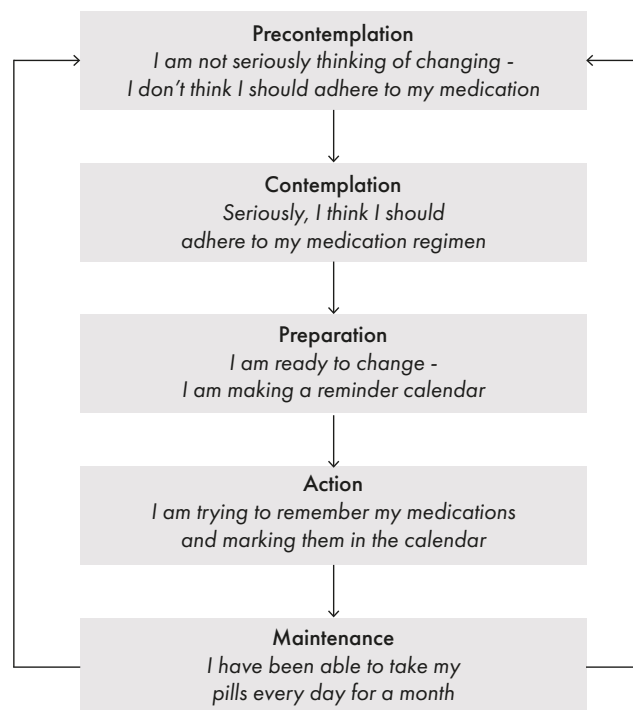 Precontemplation
I am not seriously thinking of changing -
I don't think I should adhere to my medication
Contemplation
Seriously, I think I should
adhere to my medication regimen
Preparation
I am ready to change -
I am making a reminder calendar
Action
I am trying to remember my medications
and marking them in the calendar
Maintenance
I have been able to take my
pills every day for a month